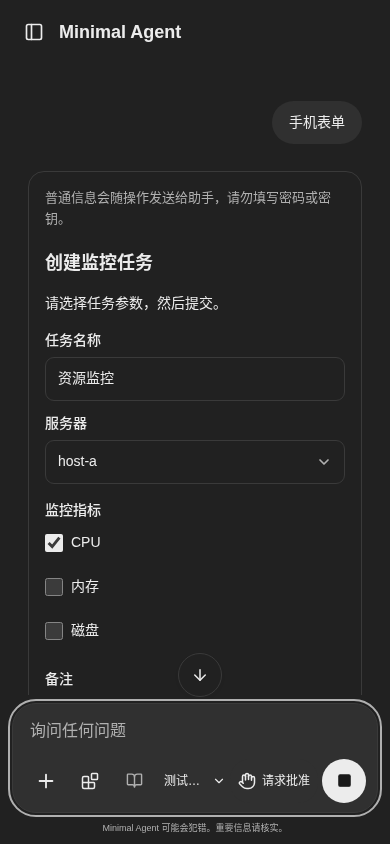 Minimal Agent
手机表单
普通信息会随操作发送给助手，请勿填写密码或密
钥。
创建监控任务
请选择任务参数，然后提交。
任务名称
资源监控
服务器
host-a
监控指标
CPU
内存
磁盘
备注
询问任何问题
测试...
请求批准
Minimal Agent 可能会犯错。重要信息请核实。